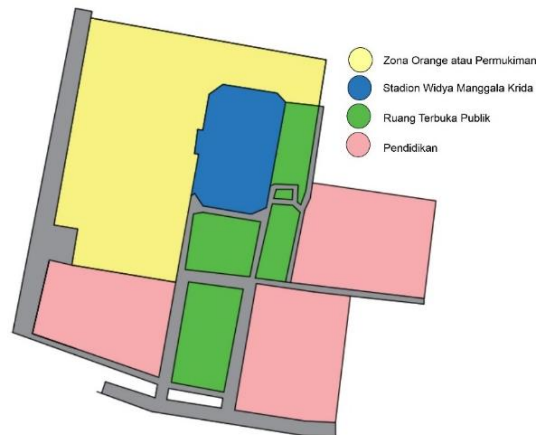 Zona Orange atau Permukiman
Stadion Widya Manggala Krida
Ruang Terbuka Publik
Pendidikan